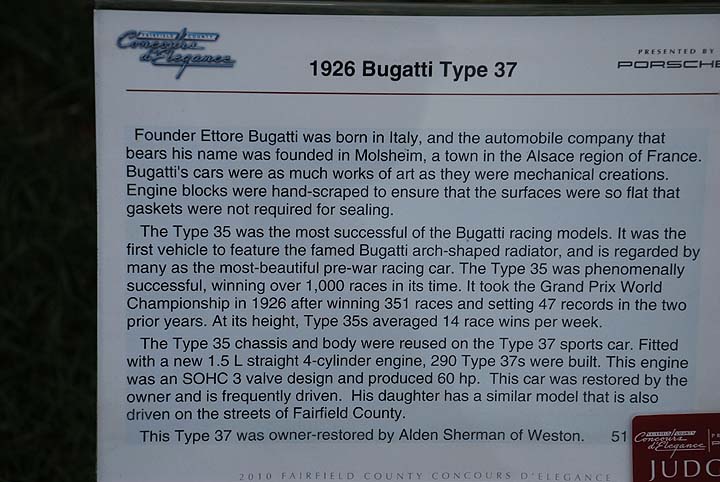 FAIRFIELD COUNTY
Concours
d'Elegance
1926 Bugatti Type 37
PRESENTED BY
PORSCHE
Founder Ettore Bugatti was born in Italy, and the automobile company that
bears his name was founded in Molsheim, a town in the Alsace region of France.
Bugatti's cars were as much works of art as they were mechanical creations.
Engine blocks were hand-scraped to ensure that the surfaces were so flat that
gaskets were not required for sealing.
The Type 35 was the most successful of the Bugatti racing models. It was the
first vehicle to feature the famed Bugatti arch-shaped radiator, and is regarded by
many as the most-beautiful pre-war racing car. The Type 35 was phenomenally
successful, winning over 1,000 races in its time. It took the Grand Prix World
Championship in 1926 after winning 351 races and setting 47 records in the two
prior years. At its height, Type 35s averaged 14 race wins per week.
The Type 35 chassis and body were reused on the Type 37 sports car. Fitted
with a new 1.5 L straight 4-cylinder engine, 290 Type 37s were built. This engine
was an SOHC 3 valve design and produced 60 hp. This car was restored by the
owner and is frequently driven. His daughter has a similar model that is also
driven on the streets of Fairfield County.
This Type 37 was owner-restored by Alden Sherman of Weston. 51
FAIRFIELD COUNTY
Concours
d'Elegance
JUDG
2010 FAIRFIELD COUNTY CONCOURS D'ELEGANCE